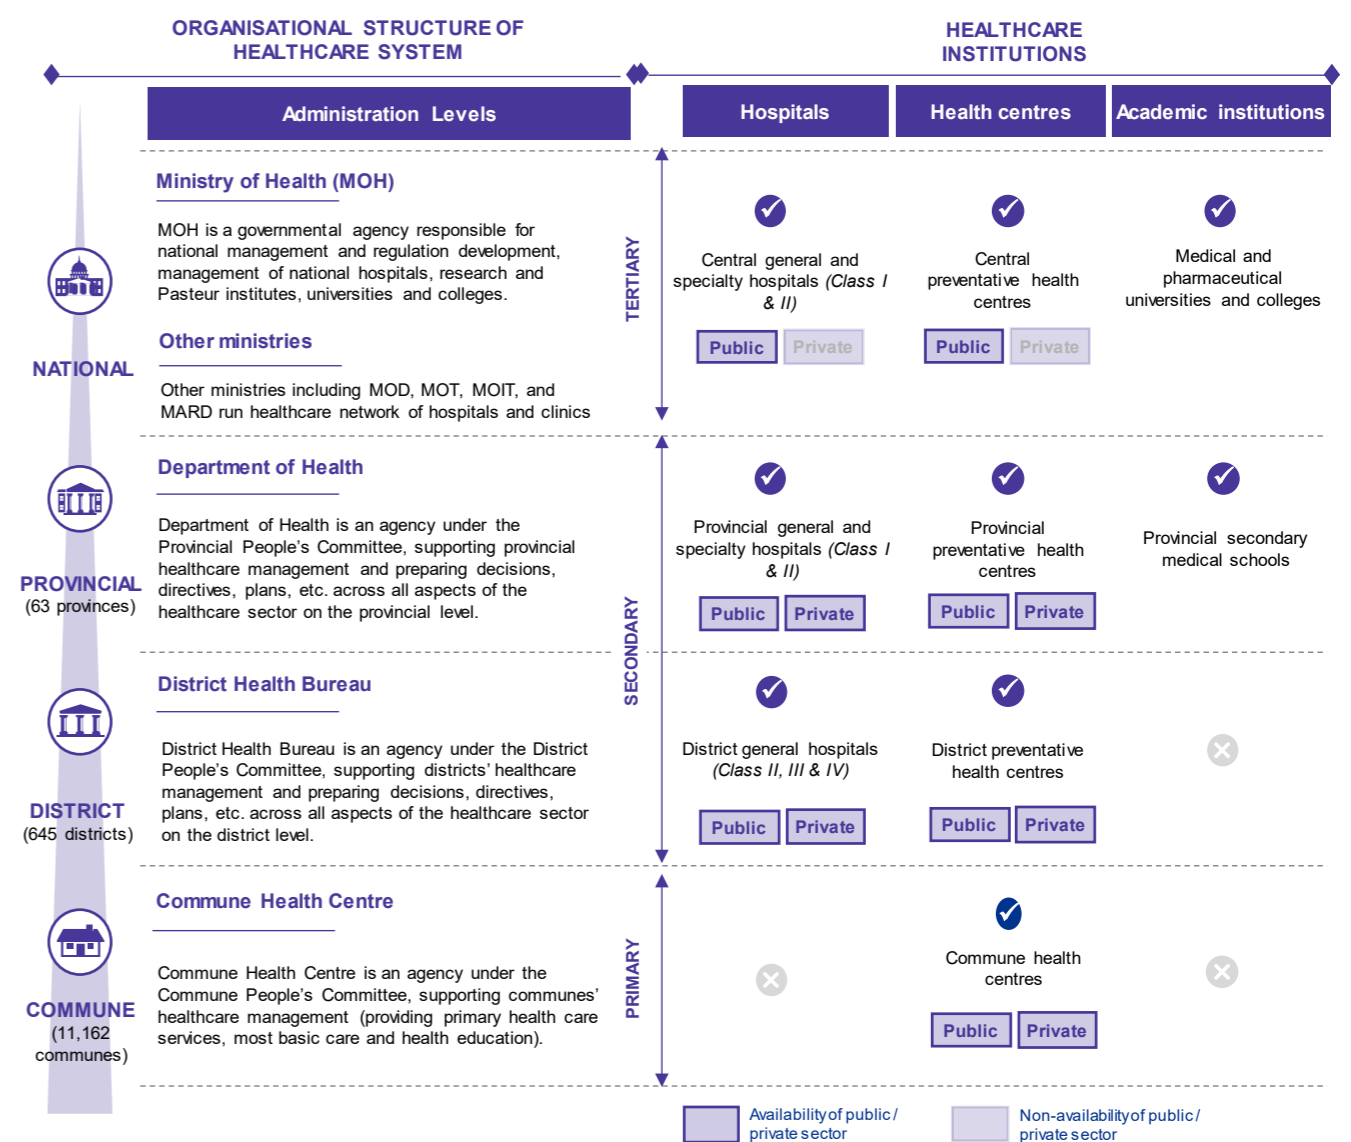 ORGANISATIONAL STRUCTURE OF
HEALTHCARE SYSTEM
HEALTHCARE
INSTITUTIONS
Administration Levels
Hospitals
Health centres
Academic institutions
NATIONAL
Ministry of Health (MOH)
MOH is a governmental agency responsible for
national management and regulation development,
management of national hospitals, research and
Pasteur institutes, universities and colleges.
Other ministries
Other ministries including MOD, MOT, MOIT, and
MARD run healthcare network of hospitals and clinics
TERTIARY
Central general and
specialty hospitals (Class I
& II)
Public
Private
Central
preventative health
centres
Public
Private
Medical and
pharmaceutical
universities and colleges
PROVINCIAL
(63 provinces)
Department of Health
Department of Health is an agency under the
Provincial People’s Committee, supporting provincial
healthcare management and preparing decisions,
directives, plans, etc. across all aspects of the
healthcare sector on the provincial level.
SECONDARY
Provincial general and
specialty hospitals (Class I
& II)
Public
Private
Provincial
preventative health
centres
Public
Private
Provincial secondary
medical schools
DISTRICT
(645 districts)
District Health Bureau
District Health Bureau is an agency under the District
People’s Committee, supporting districts’ healthcare
management and preparing decisions, directives,
plans, etc. across all aspects of the healthcare sector
on the district level.
District general hospitals
(Class II, III & IV)
Public
Private
District preventative
health centres
Public
Private
COMMUNE
(11,162
communes)
Commune Health Centre
Commune Health Centre is an agency under the
Commune People’s Committee, supporting communes’
healthcare management (providing primary health care
services, most basic care and health education).
PRIMARY
Commune health
centres
Public
Private
Availability of public /
private sector
Non-availability of public /
private sector